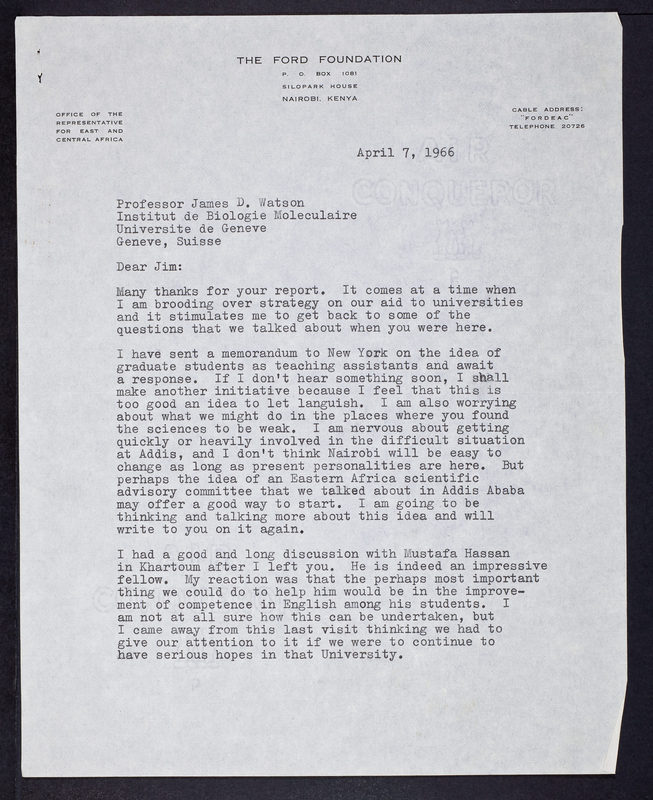 THE FORD FOUNDATION
P. O. BOX 1081
SILOPARK HOUSE
NAIROBI, KENYA
OFFICE OF THE
REPRESENTATIVE
FOR EAST AND
CENTRAL AFRICA
CABLE ADDRESS:
"FORDEAC"
TELEPHONE 20726
April 7, 1966
Professor James D. Watson
Institut de Biologie Moleculaire
Universite de Geneve
Geneve, Suisse
Dear Jim:
Many thanks for your report. It comes at a time when
I am brooding over strategy on our aid to universities
and it stimulates me to get back to some of the
questions that we talked about when you were here.
I have sent a memorandum to New York on the idea of
graduate students as teaching assistants and await
a response. If I don't hear something soon, I shall
make another initiative because I feel that this is
too good an idea to let languish. I am also worrying
about what we might do in the places where you found
the sciences to be weak. I am nervous about getting
quickly or heavily involved in the difficult situation
at Addis, and I don't think Nairobi will be easy to
change as long as present personalities are here. But
perhaps the idea of an Eastern Africa scientific
advisory committee that we talked about in Addis Ababa
may offer a good way to start. I am going to be
thinking and talking more about this idea and will
write to you on it again.
I had a good and long discussion with Mustafa Hassan
in Khartoum after I left you. He is indeed an impressive
fellow. My reaction was that the perhaps most important
thing we could do to help him would be in the improve-
ment of competence in English among his students. I
am not at all sure how this can be undertaken, but
I came away from this last visit thinking we had to
give our attention to it if we were to continue to
have serious hopes in that University.